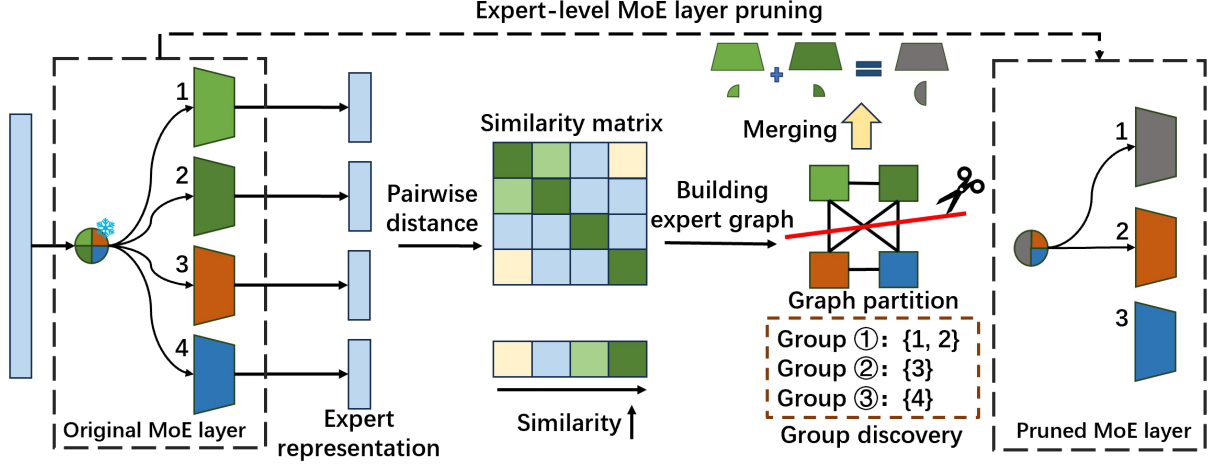 Expert-level MoE layer pruning
1
2
3
4
Original MoE layer
Expert
representation
Pairwise
distance
Similarity matrix
Similarity
Building
expert graph
Merging
Graph partition
Group ①: {1, 2}
Group ②: {3}
Group ③: {4}
Group discovery
1
2
3
Pruned MoE layer